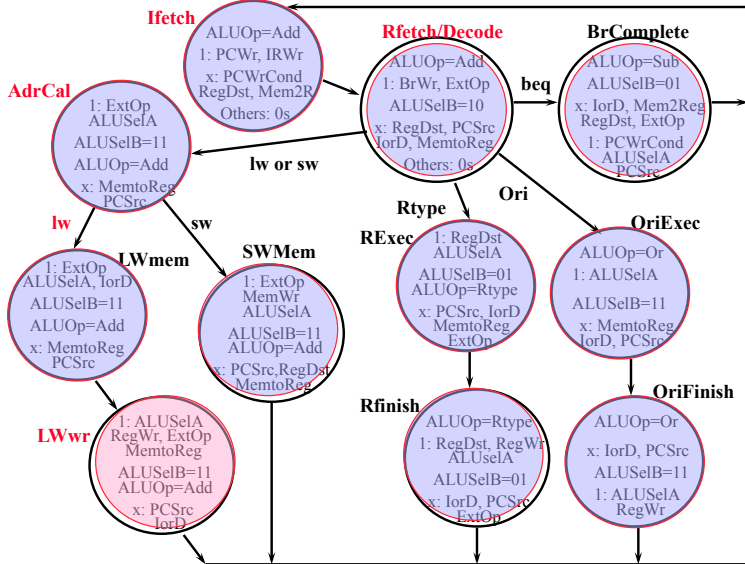 Ifetch
ALUOp=Add
1: PCWr, IRWr
x: PCWrCond
RegDst, Mem2R
Others: 0s
Rfetch/Decode
ALUOp=Add
1: BrWr, ExtOp
ALUSelB=10
x: RegDst, PCSrc
IorD, MemtoReg
Others: 0s
beq
BrComplete
ALUOp=Sub
ALUSelB=01
x: IorD, Mem2Reg
RegDst, ExtOp
1: PCWrCond
ALUSelA
PCSrc
AdrCal
1: ExtOp
ALUSelA
ALUSelB=11
ALUOp=Add
x: MemtoReg
PCSrc
lw or sw
Ori
Rtype
lw
sw
LWmem
1: ExtOp
ALUSelA, IorD
ALUSelB=11
ALUOp=Add
x: MemtoReg
PCSrc
SWMem
1: ExtOp
MemWr
ALUSelA
ALUSelB=11
ALUOp=Add
x: PCSrc,RegDst
MemtoReg
RExec
1: RegDst
ALUSelA
ALUSelB=01
ALUOp=Rtype
x: PCSrc, IorD
MemtoReg
ExtOp
OriExec
ALUOp=Or
1: ALUSelA
ALUSelB=11
x: MemtoReg
IorD, PCSrc
LWwr
1: ALUSelA
RegWr, ExtOp
MemtoReg
ALUSelB=11
ALUOp=Add
x: PCSrc
IorD
Rfinish
ALUOp=Rtype
1: RegDst, RegWr
ALUselA
ALUSelB=01
x: IorD, PCSrc
ExtOp
OriFinish
ALUOp=Or
x: IorD, PCSrc
ALUSelB=11
1: ALUSelA
RegWr